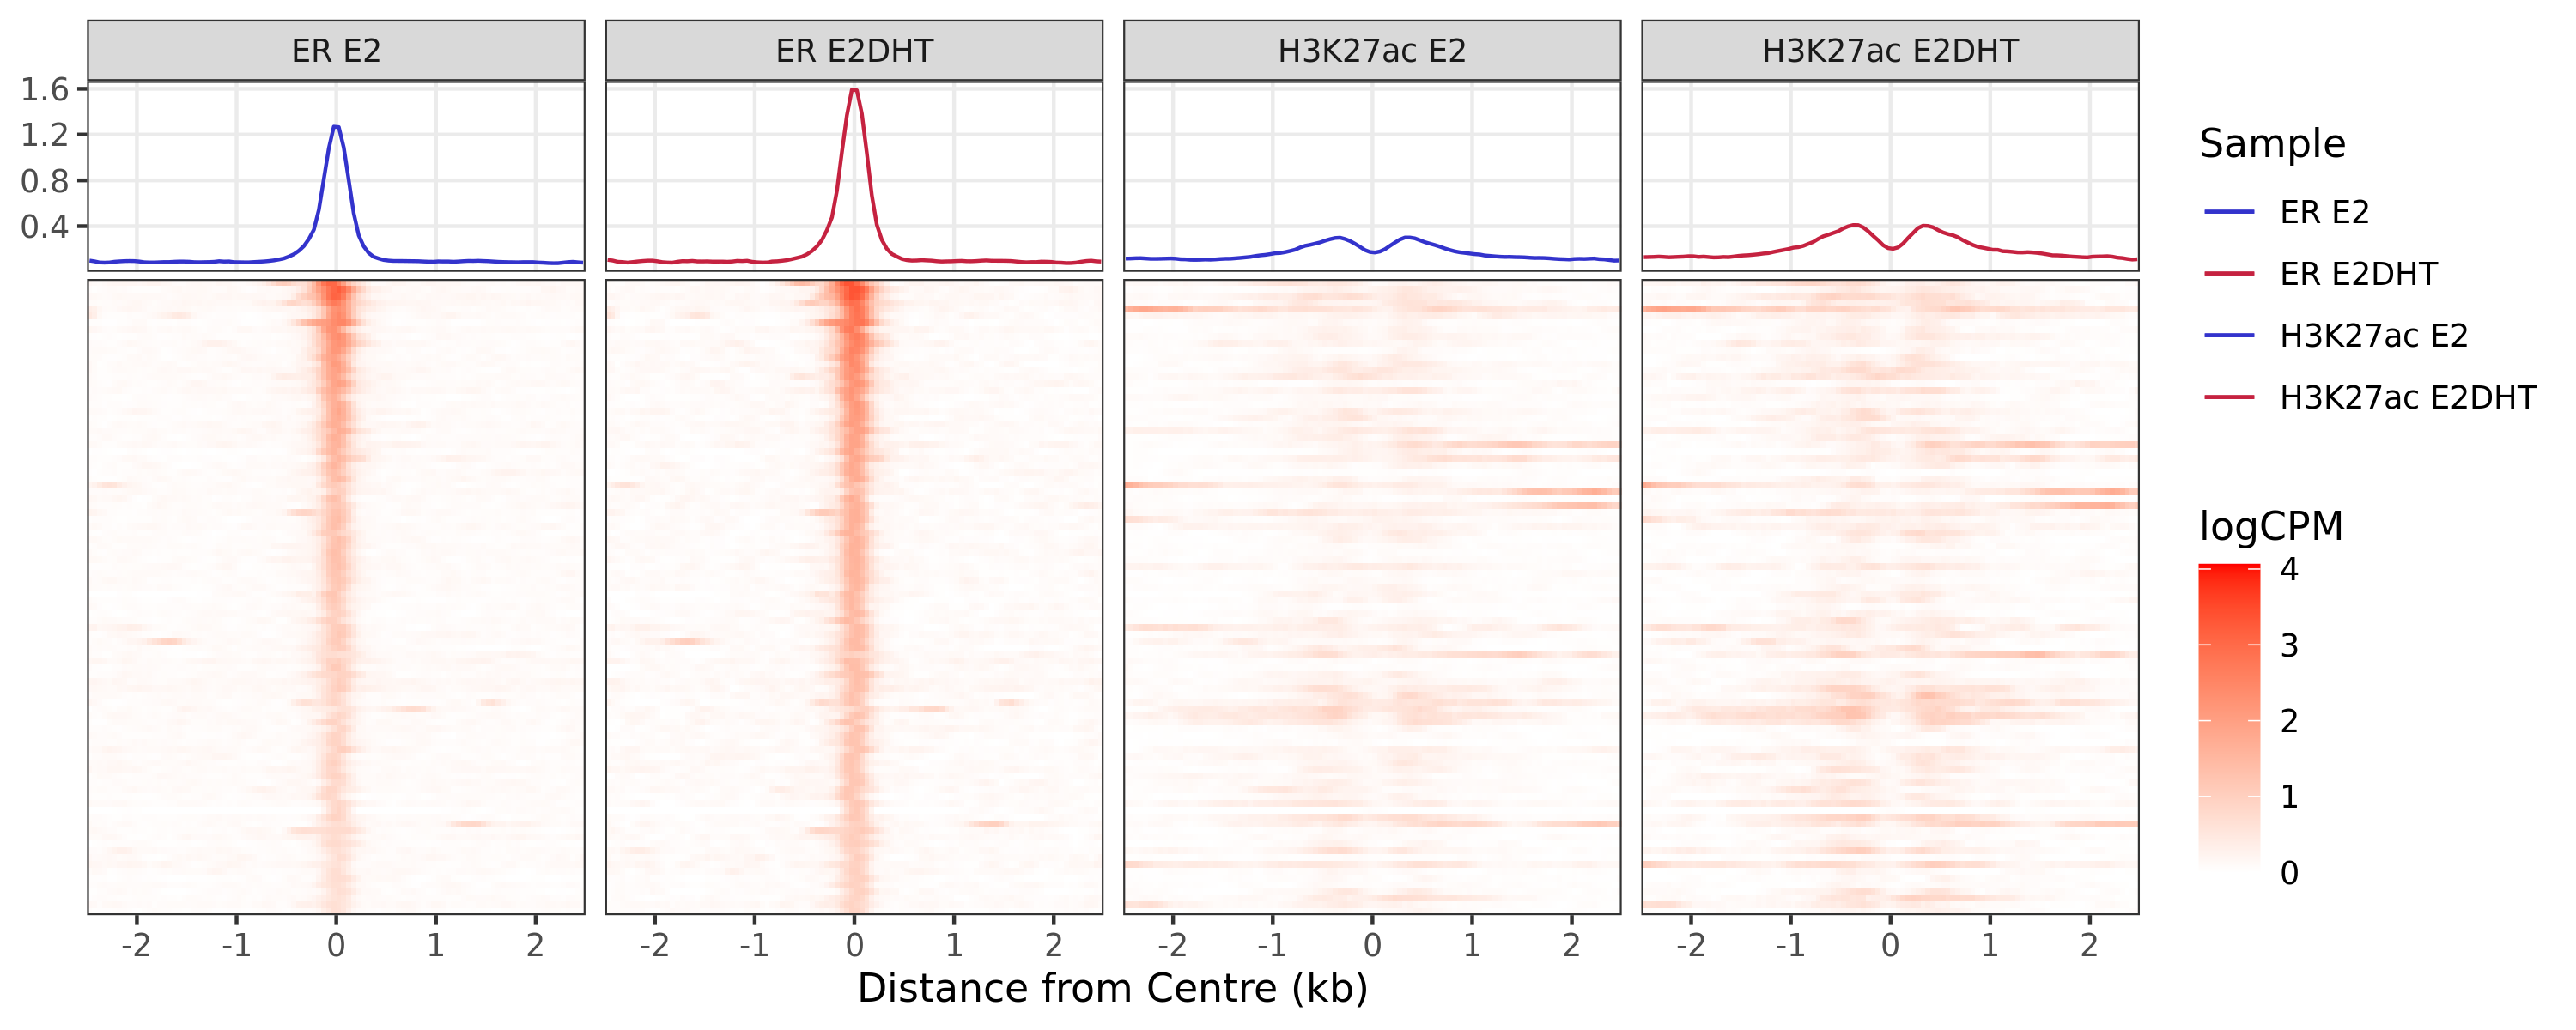 ER E2
ER E2DHT
H3K27ac E2
H3K27ac E2DHT
1.6
1.2
0.8
0.4
-2 -1 0 1 2
-2 -1 0 1 2
-2 -1 0 1 2
-2 -1 0 1 2
Distance from Centre (kb)
Sample
ER E2
ER E2DHT
H3K27ac E2
H3K27ac E2DHT
logCPM
4
3
2
1
0